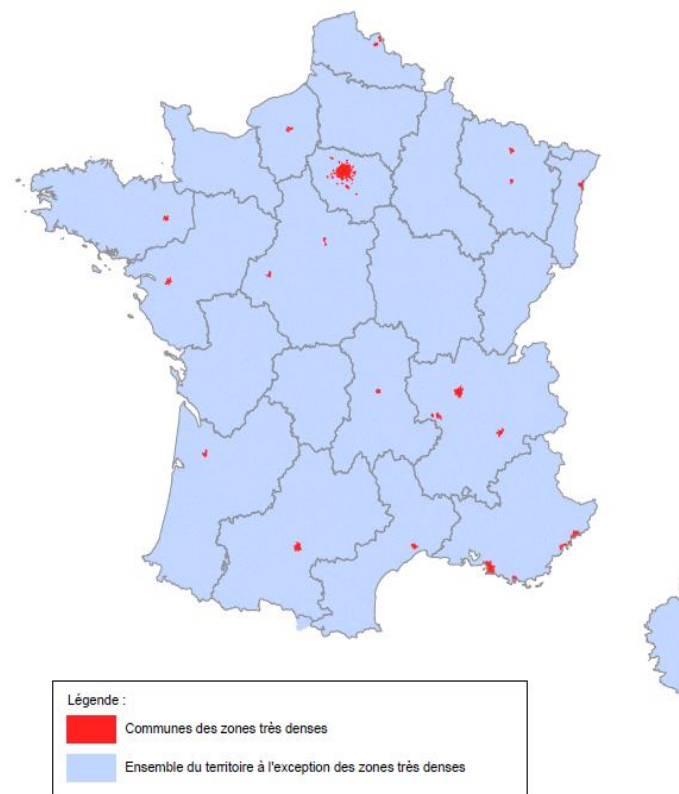 Légende :
Communes des zones très denses
Ensemble du territoire à l'exception des zones très denses